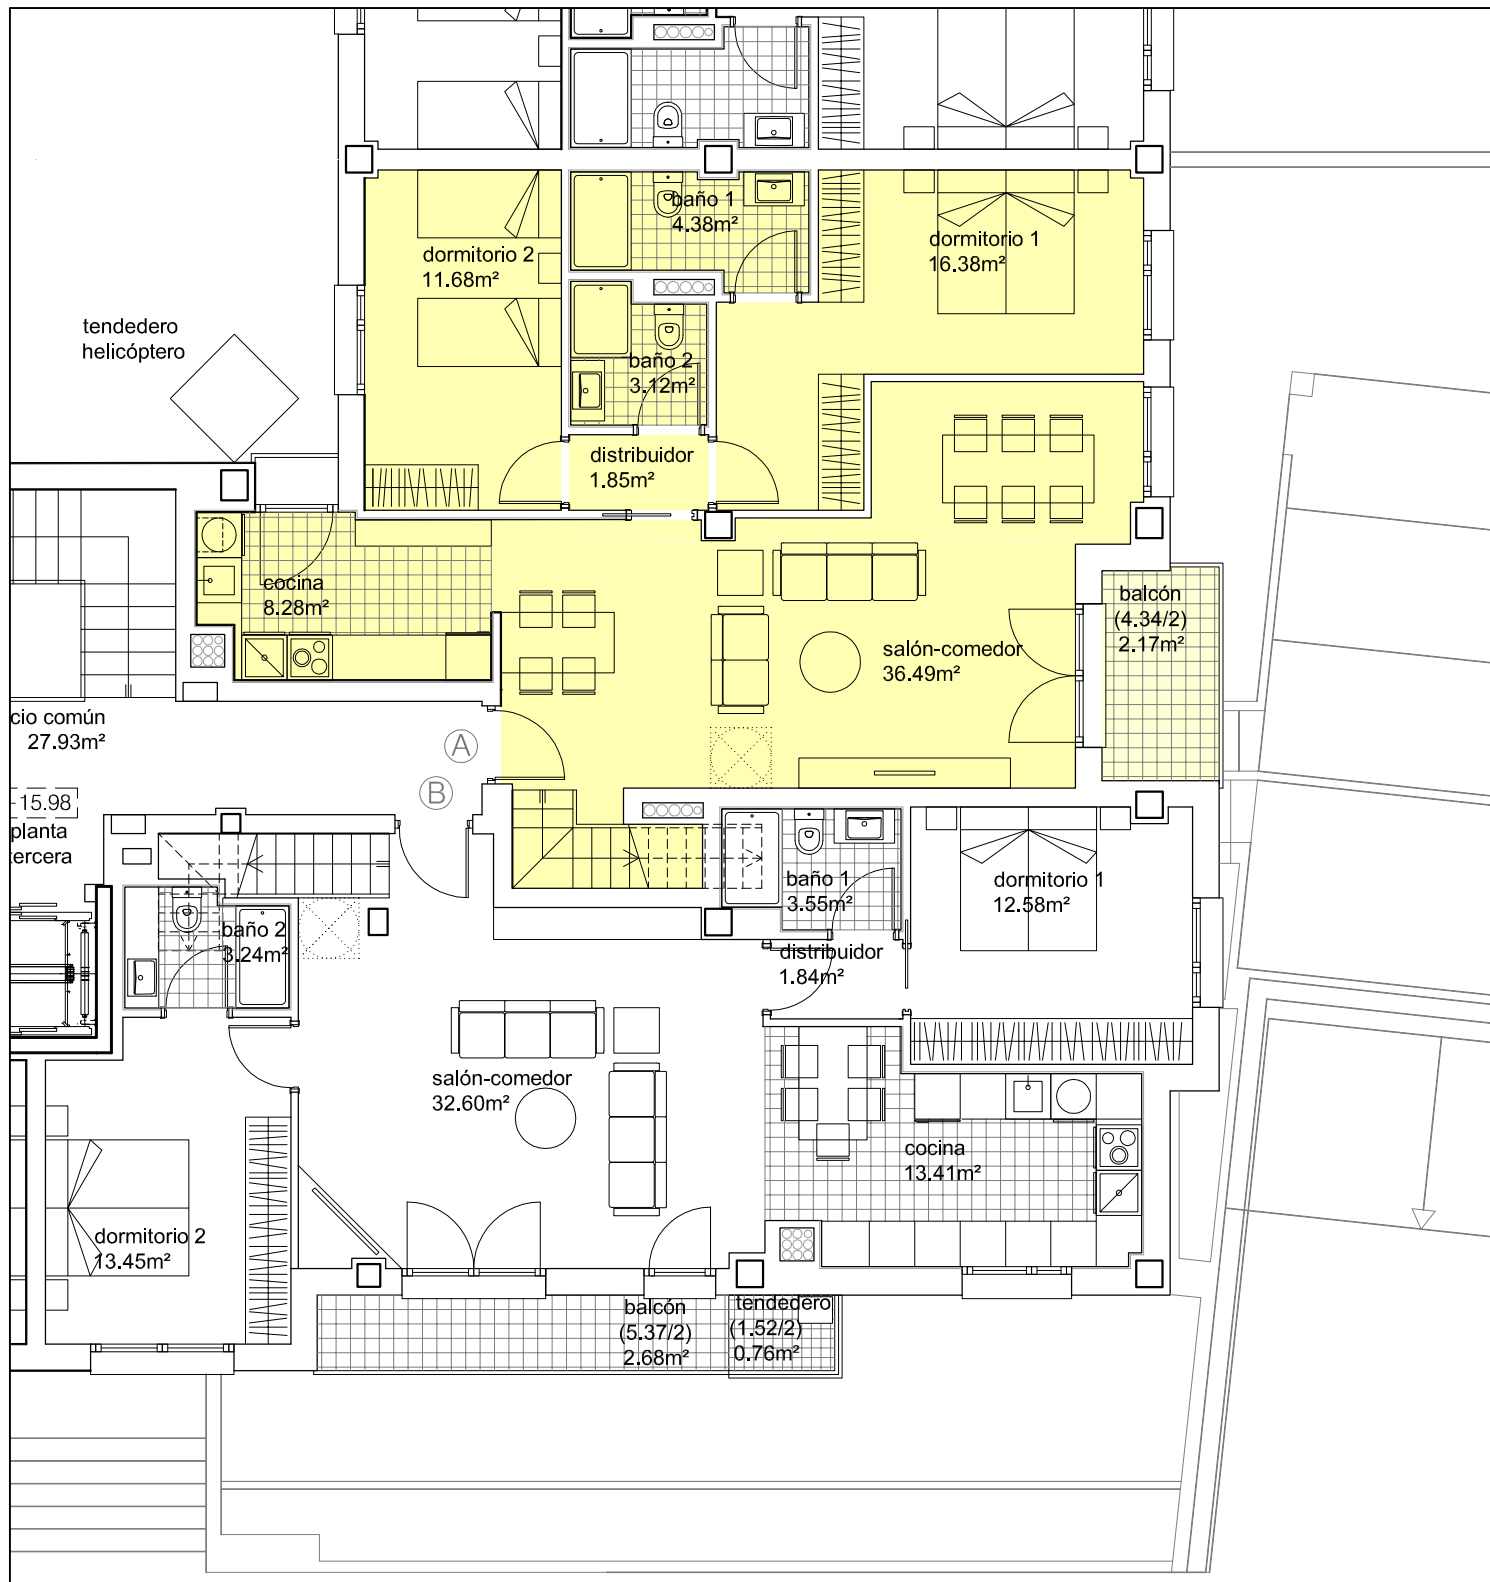 baño 1
4.38m²
dormitorio 1
16.38m²
dormitorio 2
11.68m²
tendedero
helicóptero
baño 2
3.12m²
distribuidor
1.85m²
cocina
8.28m²
balcón
(4.34/2)
2.17m²
salón-comedor
36.49m²
cio común
27.93m²
A
B
-15.98
planta
tercera
baño 1
3.55m²
dormitorio 1
12.58m²
baño 2
3.24m²
distribuidor
1.84m²
salón-comedor
32.60m²
cocina
13.41m²
dormitorio 2
13.45m²
balcón
(5.37/2)
2.68m²
tendedero
(1.52/2)
0.76m²